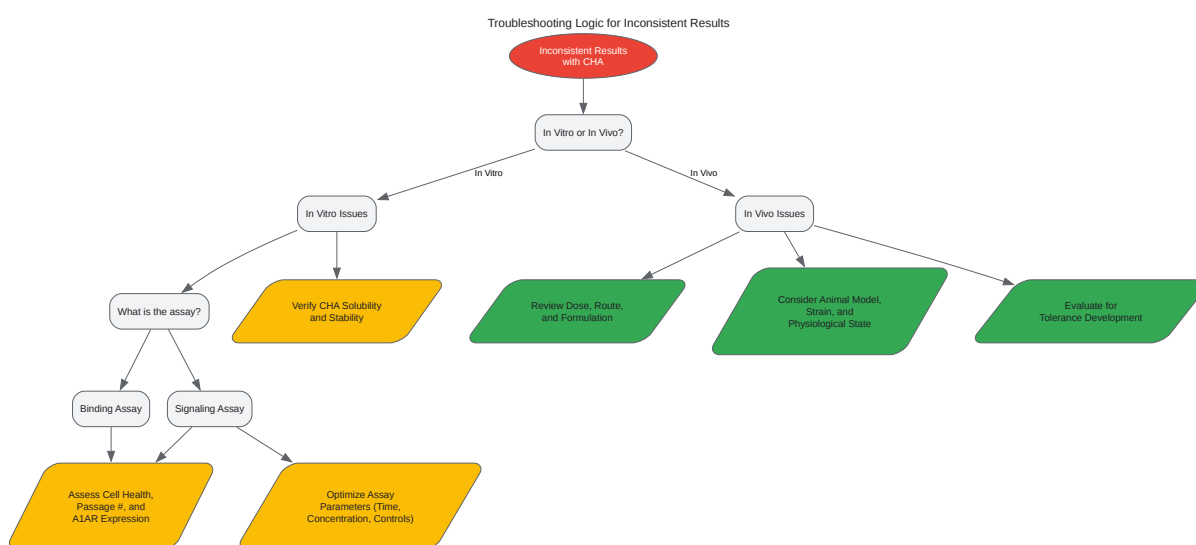 Troubleshooting Logic for Inconsistent Results
Inconsistent Results
with CHA
In Vitro or In Vivo?
In Vitro
In Vivo
In Vitro Issues
In Vivo Issues
What is the assay?
Verify CHA Solubility
and Stability
Review Dose, Route,
and Formulation
Consider Animal Model,
Strain, and
Physiological State
Evaluate for
Tolerance Development
Binding Assay
Signaling Assay
Assess Cell Health,
Passage #, and
A1AR Expression
Optimize Assay
Parameters (Time,
Concentration, Controls)